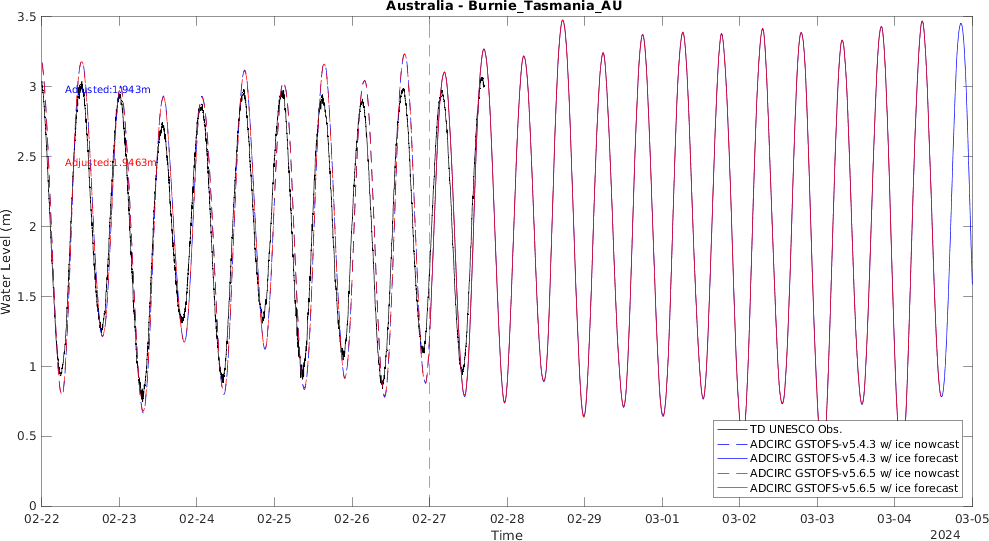 Australia - Burnie_Tasmania_AU
3.5
3
2.5
2
1.5
1
0.5
0
Water Level (m)
Adjusted:1.943m
Adjusted:1.9463m
TD UNESCO Obs.
ADCIRC GSTOFS-v5.4.3 w/ ice nowcast
ADCIRC GSTOFS-v5.4.3 w/ ice forecast
ADCIRC GSTOFS-v5.6.5 w/ ice nowcast
ADCIRC GSTOFS-v5.6.5 w/ ice forecast
02-22 02-23 02-24 02-25 02-26 02-27 02-28 02-29 03-01 03-02 03-03 03-04 03-05
Time
2024